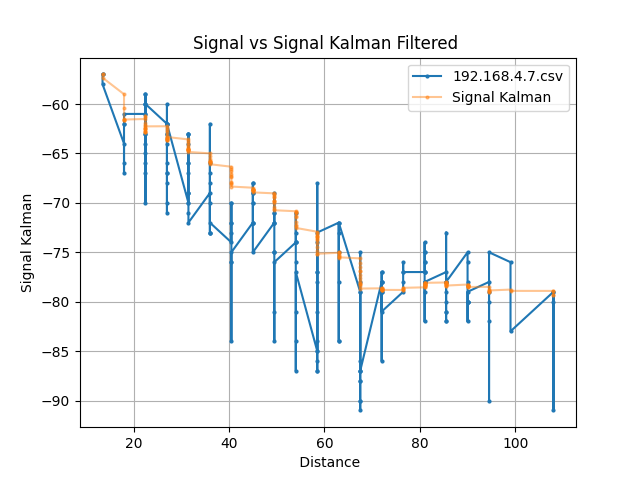 Signal vs Signal Kalman Filtered
192.168.4.7.csv
Signal Kalman
−60
−65
−70
−75
−80
−85
−90
Signal Kalman
20 40 60 80 100
Distance